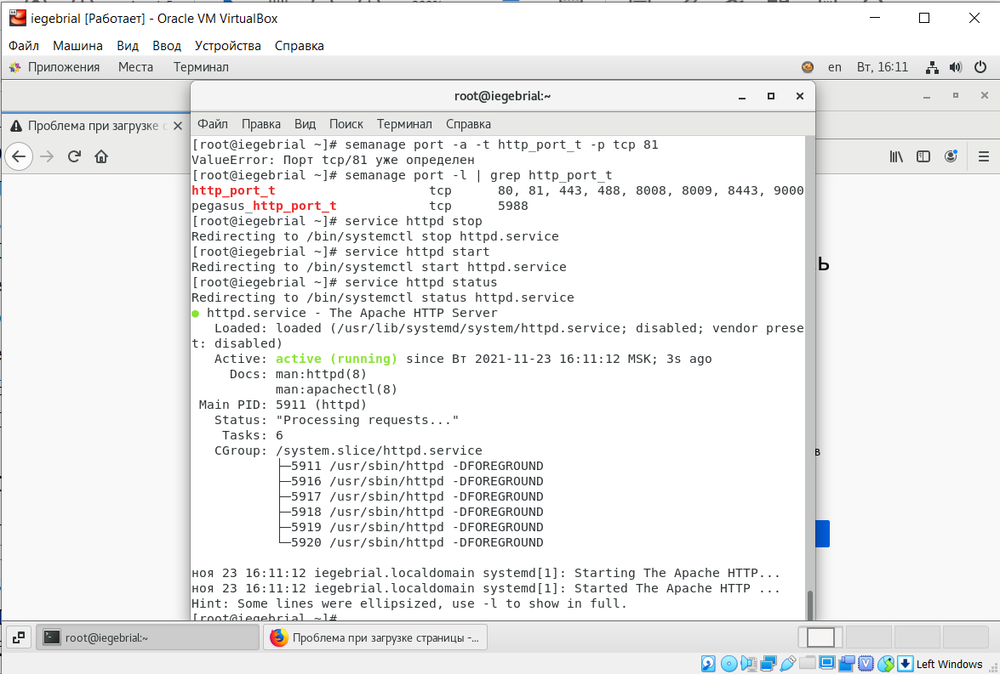 iegebrial [Работает] - Oracle VM VirtualBox
Файл Машина Вид Ввод Устройства Справка
Приложения Места Терминал en Вт, 16:11
root@iegebrial:~
Проблема при загрузке с
Файл Правка Вид Поиск Терминал Справка
[root@iegebrial ~]# semanage port -a -t http_port_t -p tcp 81
ValueError: Порт tcp/81 уже определен
[root@iegebrial ~]# semanage port -l | grep http_port_t
http_port_t tcp 80, 81, 443, 488, 8008, 8009, 8443, 9000
pegasus_http_port_t tcp 5988
[root@iegebrial ~]# service httpd stop
Redirecting to /bin/systemctl stop httpd.service
[root@iegebrial ~]# service httpd start
Redirecting to /bin/systemctl start httpd.service
[root@iegebrial ~]# service httpd status
Redirecting to /bin/systemctl status httpd.service
● httpd.service - The Apache HTTP Server
Loaded: loaded (/usr/lib/systemd/system/httpd.service; disabled; vendor prese
t: disabled)
Active: active (running) since Вт 2021-11-23 16:11:12 MSK; 3s ago
Docs: man:httpd(8)
man:apachectl(8)
Main PID: 5911 (httpd)
Status: "Processing requests..."
Tasks: 6
CGroup: /system.slice/httpd.service
├─5911 /usr/sbin/httpd -DFOREGROUND
├─5916 /usr/sbin/httpd -DFOREGROUND
├─5917 /usr/sbin/httpd -DFOREGROUND
├─5918 /usr/sbin/httpd -DFOREGROUND
├─5919 /usr/sbin/httpd -DFOREGROUND
└─5920 /usr/sbin/httpd -DFOREGROUND
ноя 23 16:11:12 iegebrial.localdomain systemd[1]: Starting The Apache HTTP...
ноя 23 16:11:12 iegebrial.localdomain systemd[1]: Started The Apache HTTP ...
Hint: Some lines were ellipsized, use -l to show in full.
[root@iegebrial ~]#
root@iegebrial:~ Проблема при загрузке страницы -...
Left Windows